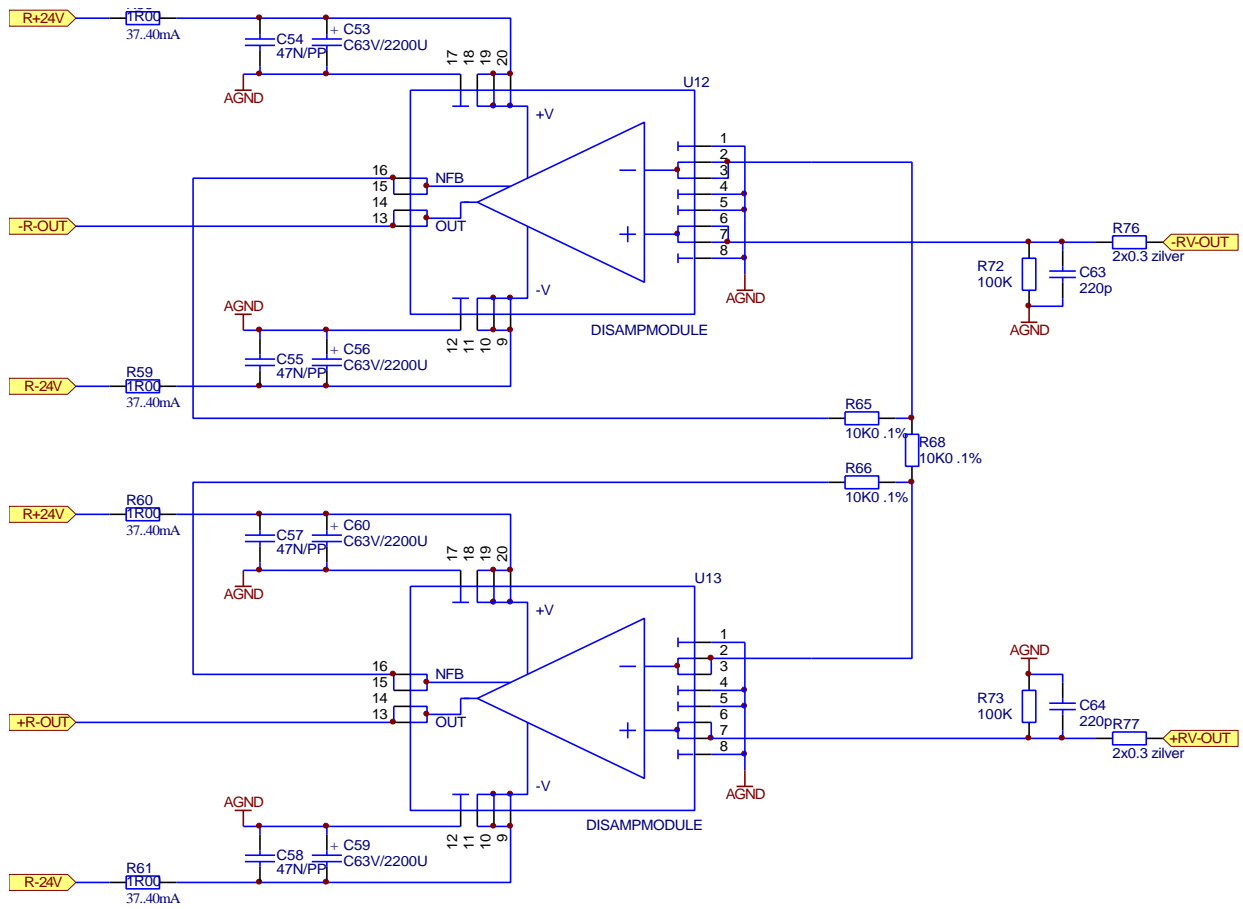 R+24V
1R00
37..40mA
C54
47N/PP
+
C53
C63V/2200U
AGND
17
18
19
20
U12
+V
1
2
3
4
5
6
7
8
16
15
14
13
NFB
OUT
-R-OUT
-V
AGND
12
11
10
9
DISAMPMODULE
AGND
R72
100K
C63
220p
AGND
R76
2x0.3 zilver
-RV-OUT
C55
47N/PP
+
C56
C63V/2200U
R-24V
R59
1R00
37..40mA
R65
10K0 .1%
R68
10K0 .1%
R66
10K0 .1%
R+24V
R60
1R00
37..40mA
C57
47N/PP
+
C60
C63V/2200U
AGND
17
18
19
20
U13
+V
1
2
3
4
5
6
7
8
16
15
14
13
NFB
OUT
+R-OUT
-V
AGND
12
11
10
9
DISAMPMODULE
AGND
AGND
R73
100K
C64
220p
R77
2x0.3 zilver
+RV-OUT
C58
47N/PP
+
C59
C63V/2200U
R-24V
R61
1R00
37..40mA